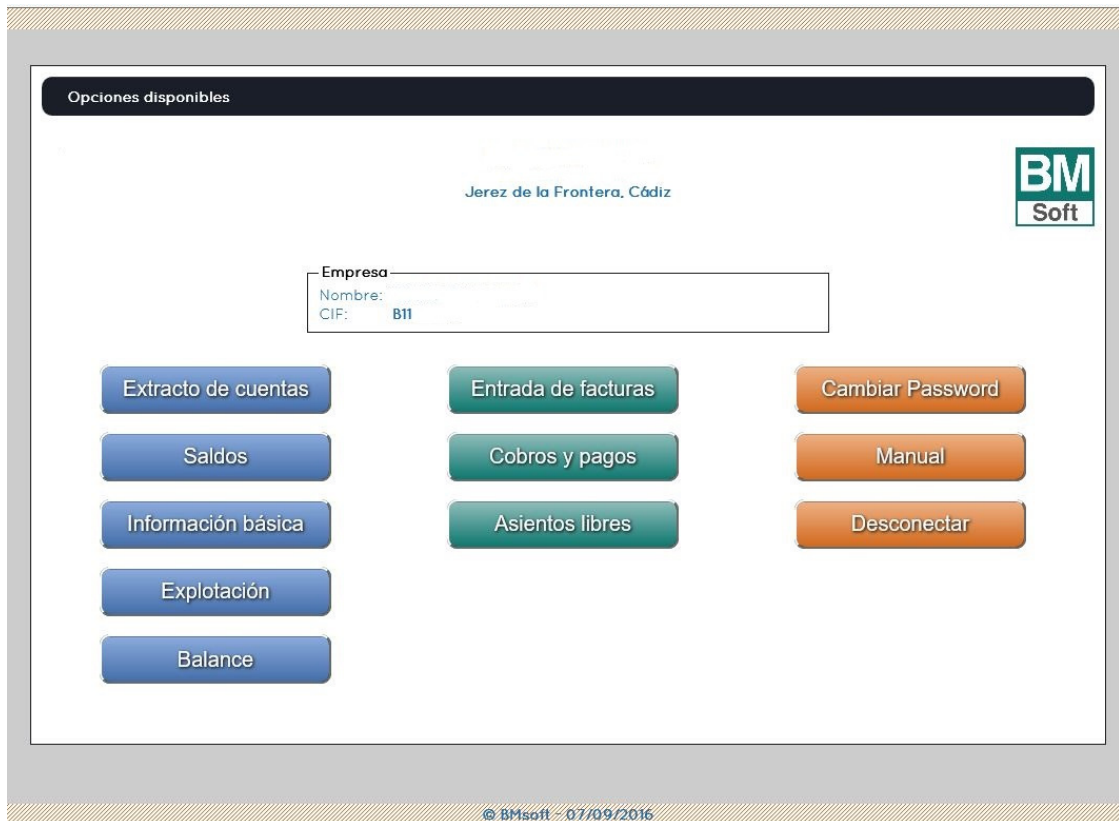 Opciones disponibles
Jerez de la Frontera, Cádiz
BM
Soft
Empresa
Nombre:
CIF: B11
Extracto de cuentas
Entrada de facturas
Cambiar Password
Saldos
Cobros y pagos
Manual
Información básica
Asientos libres
Desconectar
Explotación
Balance
© BMsoft - 07/09/2016